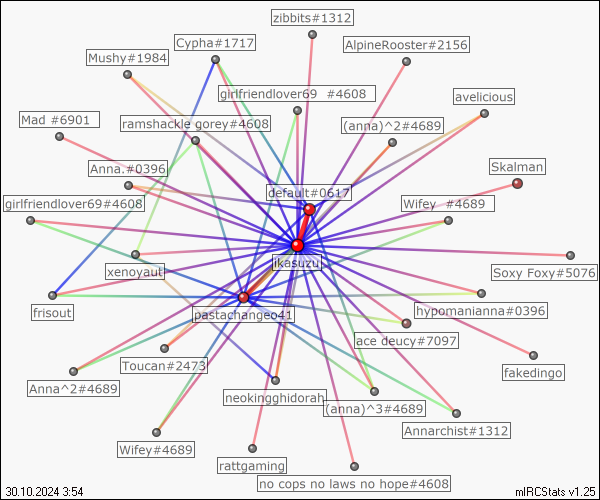 zibbits#1312
Cypha#1717
AlpineRooster#2156
Mushy#1984
girlfriendlover69 #4608
avelicious
Mad #6901
ramshackle gorey#4608
(anna)^2#4689
Anna.#0396
Skalman
default#0617
girlfriendlover69#4608
Wifey #4689
ikasuzu
xenoyaut
Soxy Foxy#5076
frisout
pastachangeo41
hypomanianna#0396
ace deucy#7097
Toucan#2473
fakedingo
Anna^2#4689
neokingghidorah
(anna)^3#4689
Annarchist#1312
Wifey#4689
rattgaming
no cops no laws no hope#4608
30.10.2024 3:54
mIRCStats v1.25